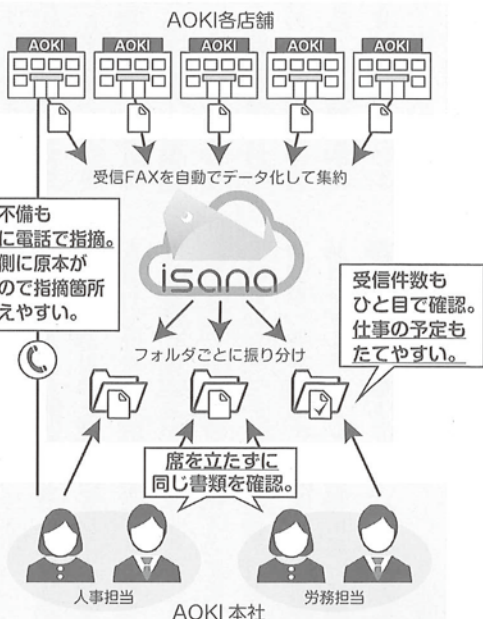 AOKI各店舗
AOKI AOKI AOKI AOKI AOKI
受信FAXを自動でデータ化して集約
不備も
に電話で指摘。
側に原本が
ので指摘箇所
えやすい。
isana
受信件数も
ひと目で確認。
仕事の予定も
たてやすい。
フォルダごとに振り分け
席を立たずに
同じ書類を確認。
人事担当
労務担当
AOKI 本社